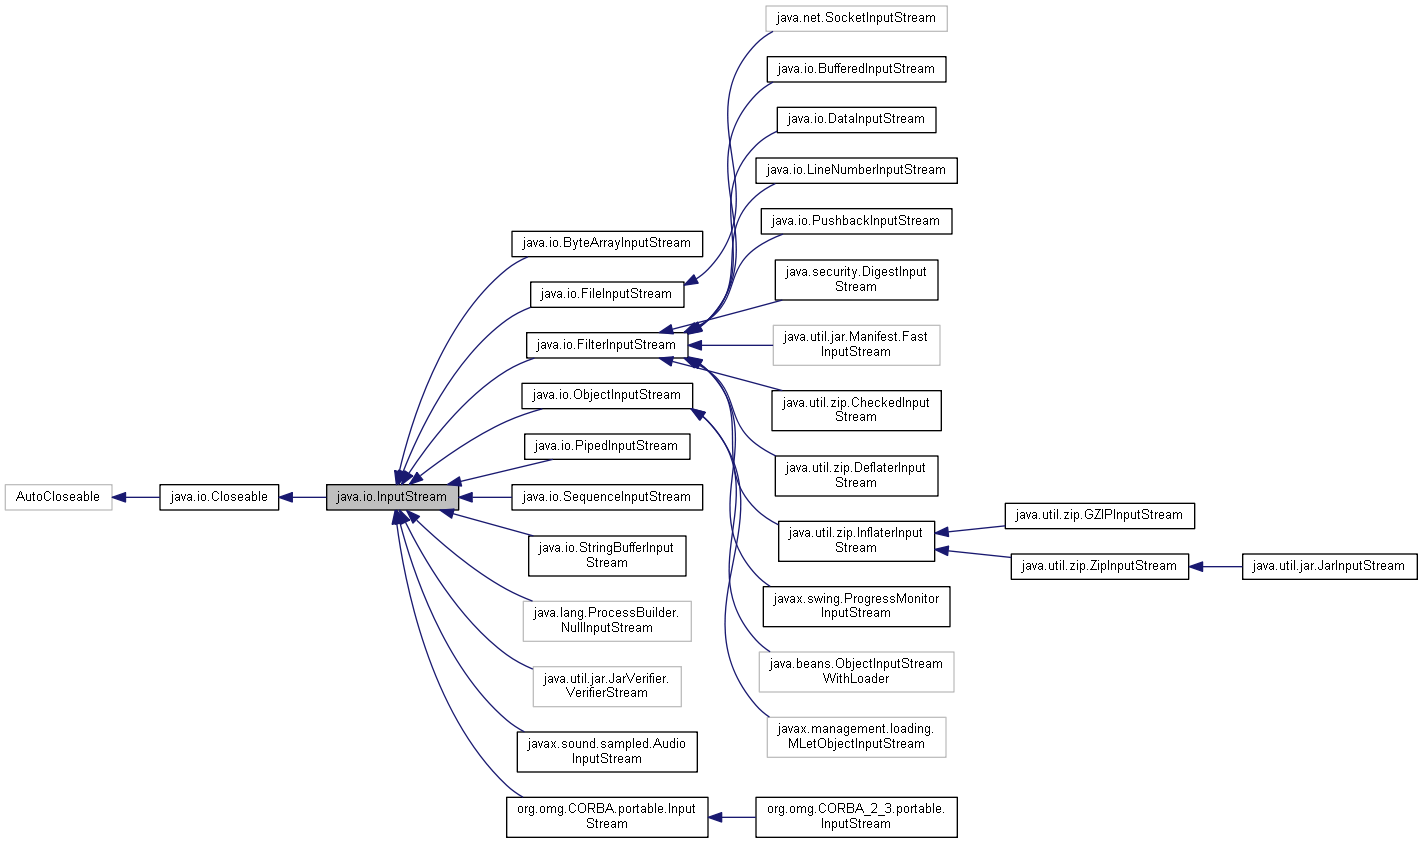 java.net.SocketInputStream
java.io.BufferedInputStream
java.io.DataInputStream
java.io.LineNumberInputStream
java.io.PushbackInputStream
java.io.ByteArrayInputStream
java.security.DigestInput
Stream
java.io.FileInputStream
java.io.FilterInputStream
java.util.jar.Manifest.Fast
InputStream
java.io.ObjectInputStream
java.util.zip.CheckedInput
Stream
java.io.PipedInputStream
java.util.zip.DeflaterInput
Stream
AutoCloseable
java.io.Closeable
java.io.InputStream
java.io.SequenceInputStream
java.util.zip.GZIPInputStream
java.util.zip.InflaterInput
Stream
java.io.StringBufferInput
Stream
java.util.zip.ZipInputStream
java.util.jar.JarInputStream
javax.swing.ProgressMonitor
InputStream
java.lang.ProcessBuilder.
NullInputStream
java.beans.ObjectInputStream
WithLoader
java.util.jar.JarVerifier.
VerifierStream
javax.management.loading.
MLetObjectInputStream
javax.sound.sampled.Audio
InputStream
org.omg.CORBA.portable.Input
Stream
org.omg.CORBA_2_3.portable.
InputStream